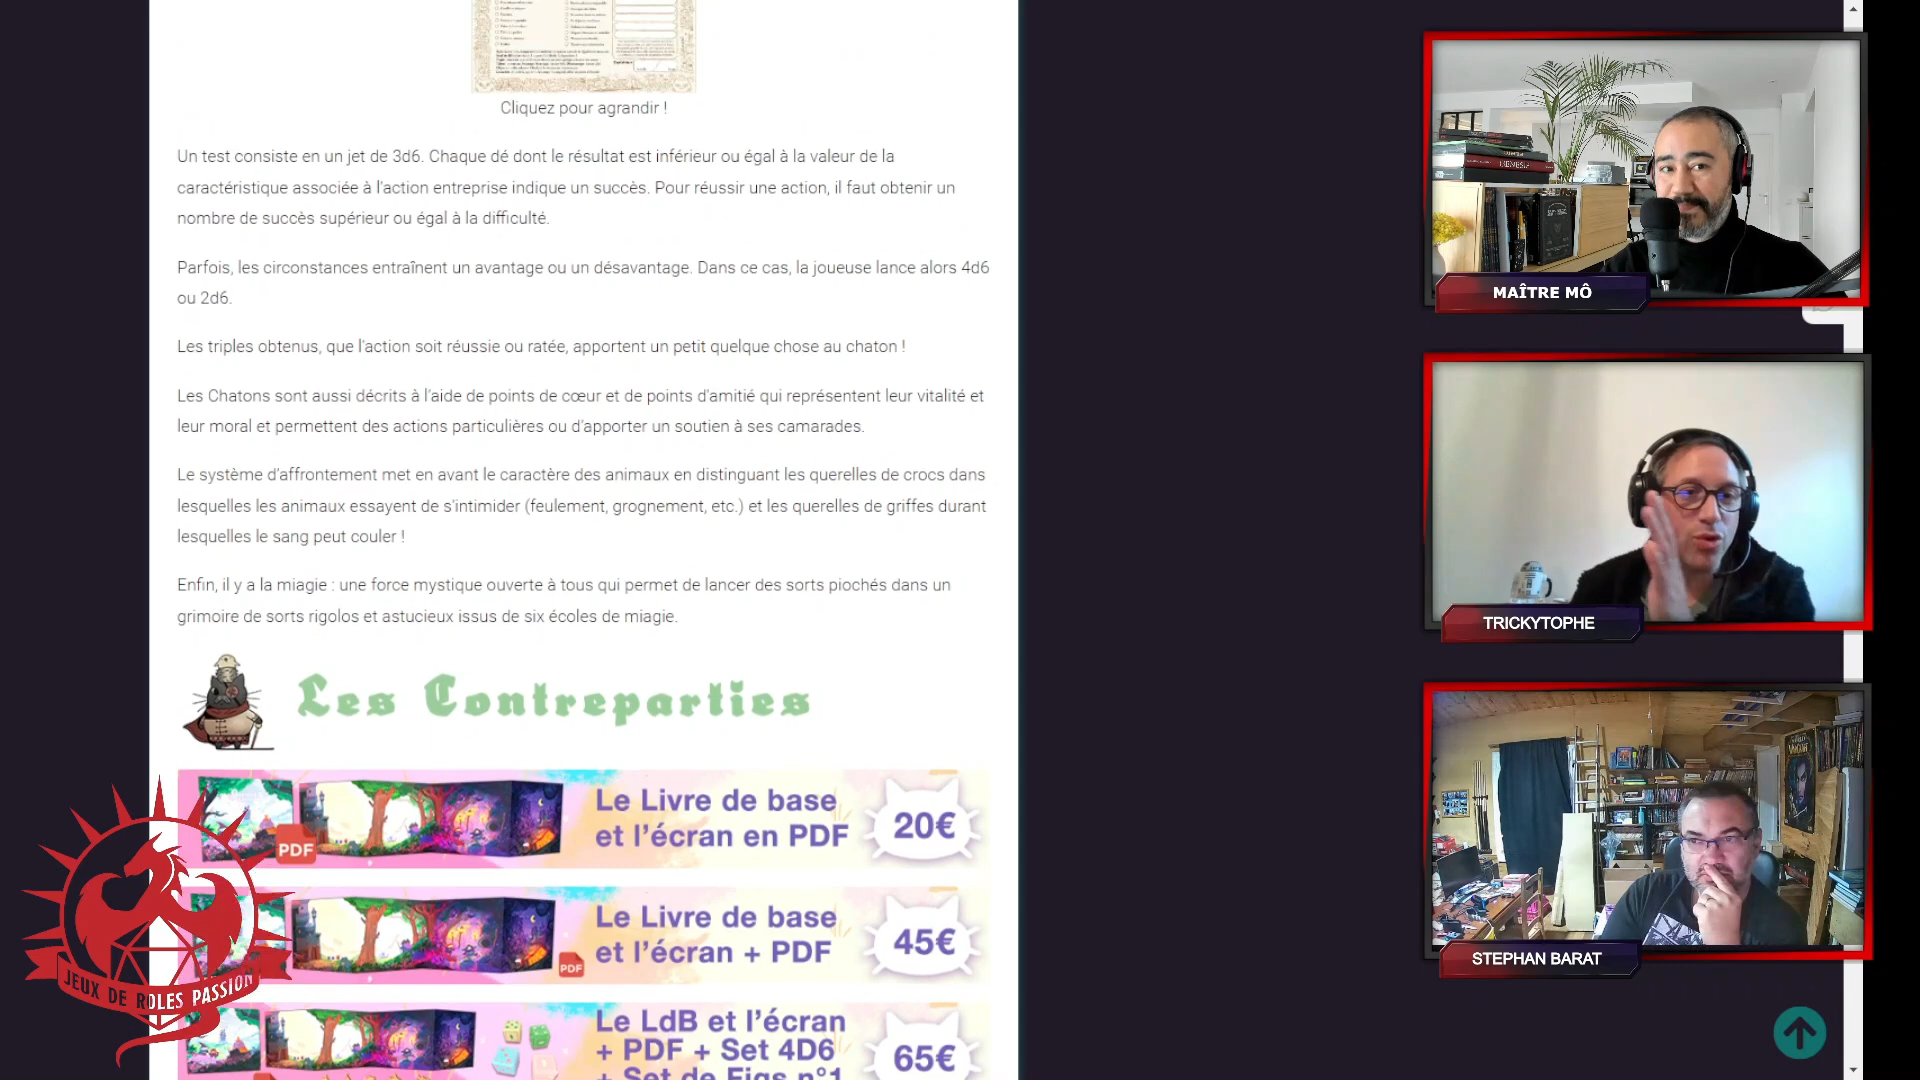 Cliquez pour agrandir !
Un test consiste en un jet de 3d6. Chaque dé dont le résultat est inférieur ou égal à la valeur de la
caractéristique associée à l'action entreprise indique un succès. Pour réussir une action, il faut obtenir un
nombre de succès supérieur ou égal à la difficulté.
Parfois, les circonstances entraînent un avantage ou un désavantage. Dans ce cas, la joueuse lance alors 4d6
ou 2d6.
Les triples obtenus, que l'action soit réussie ou ratée, apportent un petit quelque chose au chaton !
Les Chatons sont aussi décrits à l'aide de points de cœur et de points d'amitié qui représentent leur vitalité et
leur moral et permettent des actions particulières ou d'apporter un soutien à ses camarades.
Le système d'affrontement met en avant le caractère des animaux en distinguant les querelles de crocs dans
lesquelles les animaux essayent de s'intimider (feulement, grognement, etc.) et les querelles de griffes durant
lesquelles le sang peut couler !
Enfin, il y a la miagie : une force mystique ouverte à tous qui permet de lancer des sorts piochés dans un
grimoire de sorts rigolos et astucieux issus de six écoles de miagie.
Les Contreparties
PDF
Le Livre de base
et l'écran en PDF
20€
PDF
Le Livre de base
et l'écran + PDF
45€
Le LdB et l'écran
+ PDF + Set 4D6
+ Set de Figs n°1
65€
JEUX DE ROLES PASSION
MAÎTRE MÔ
TRICKYTOPHE
STEPHAN BARAT